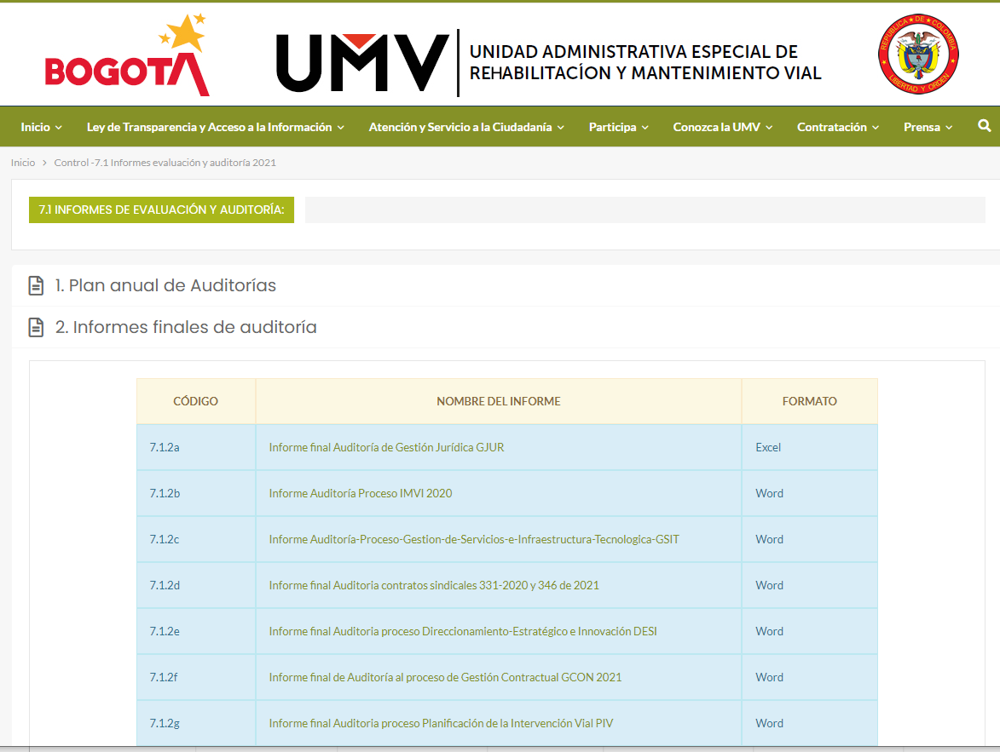 BOGOTÁ
UMV
UNIDAD ADMINISTRATIVA ESPECIAL DE
REHABILITACÍON Y MANTENIMIENTO VIAL
REPÚBLICA DE COLOMBIA
LIBERTAD Y ORDEN
Inicio Ley de Transparencia y Acceso a la Información Atención y Servicio a la Ciudadanía Participa Conozca la UMV Contratación Prensa
Inicio > Control -7.1 Informes evaluación y auditoría 2021
7.1 INFORMES DE EVALUACIÓN Y AUDITORÍA:
1. Plan anual de Auditorías
2. Informes finales de auditoría
CÓDIGO NOMBRE DEL INFORME FORMATO
7.1.2a Informe final Auditoría de Gestión Jurídica GJUR Excel
7.1.2b Informe Auditoría Proceso IMVI 2020 Word
7.1.2c Informe Auditoría-Proceso-Gestion-de-Servicios-e-Infraestructura-Tecnologica-GSIT Word
7.1.2d Informe final Auditoria contratos sindicales 331-2020 y 346 de 2021 Word
7.1.2e Informe final Auditoria proceso Direccionamiento-Estratégico e Innovación DESI Word
7.1.2f Informe final de Auditoría al proceso de Gestión Contractual GCON 2021 Word
7.1.2g Informe final Auditoria proceso Planificación de la Intervención Vial PIV Word